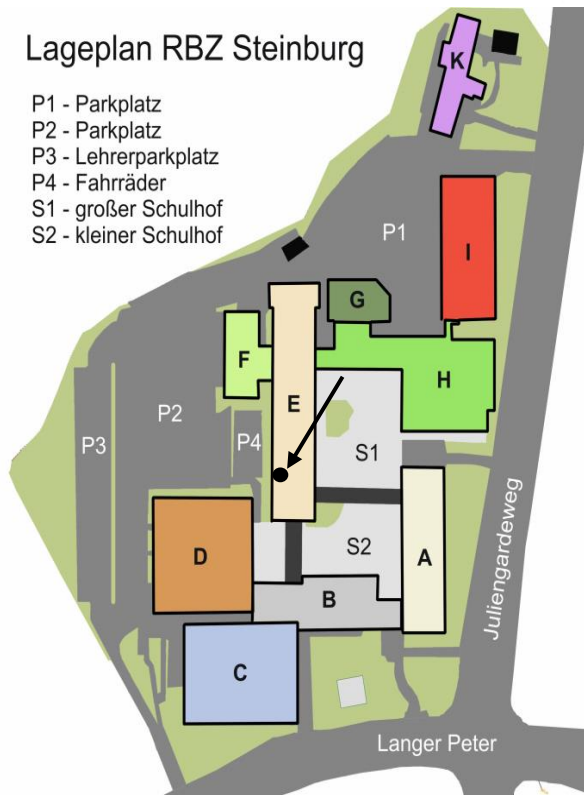 Lageplan RBZ Steinburg
P1 - Parkplatz
P2 - Parkplatz
P3 - Lehrerparkplatz
P4 - Fahrräder
S1 - großer Schulhof
S2 - kleiner Schulhof
K
P1
I
G
F
H
E
P2
P3
P4
S1
D
S2
A
B
C
Juliengardeweg
Langer Peter